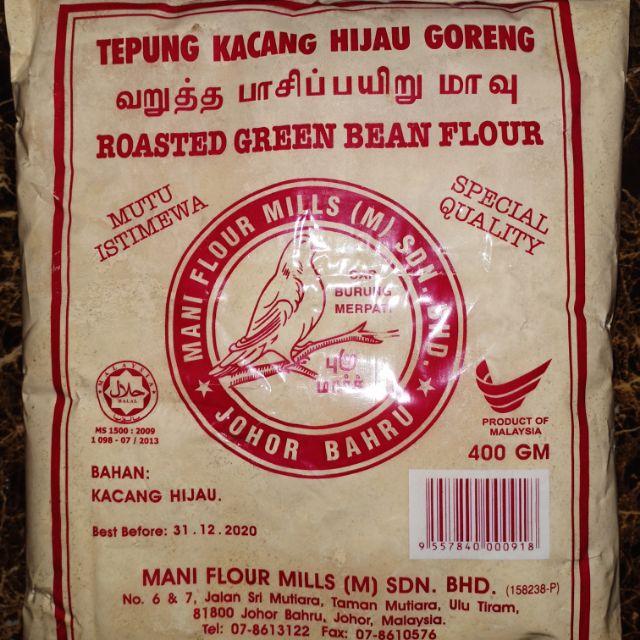 TEPUNG KACANG HIJAU GORENG
வறுத்த பாசிப்பயிறு மாவு
ROASTED GREEN BEAN FLOUR
MUTU
ISTIMEWA
SPECIAL
QUALITY
MANI FLOUR MILLS (M) SDN. BHD.
CAP
BURUNG
MERPATI
மார்க்
JOHOR BAHRU
MALAYSIA
HALAL
MS 1500 : 2009
1 098 - 07 / 2013
PRODUCT OF
MALAYSIA
400 GM
BAHAN:
KACANG HIJAU.
Best Before: 31.12.2020
9 557840 000918
MANI FLOUR MILLS (M) SDN. BHD. (158238-P)
No. 6 & 7, Jalan Sri Mutiara, Taman Mutiara, Ulu Tiram,
81800 Johor Bahru, Johor, Malaysia.
Tel: 07-8613122 Fax: 07-8610576